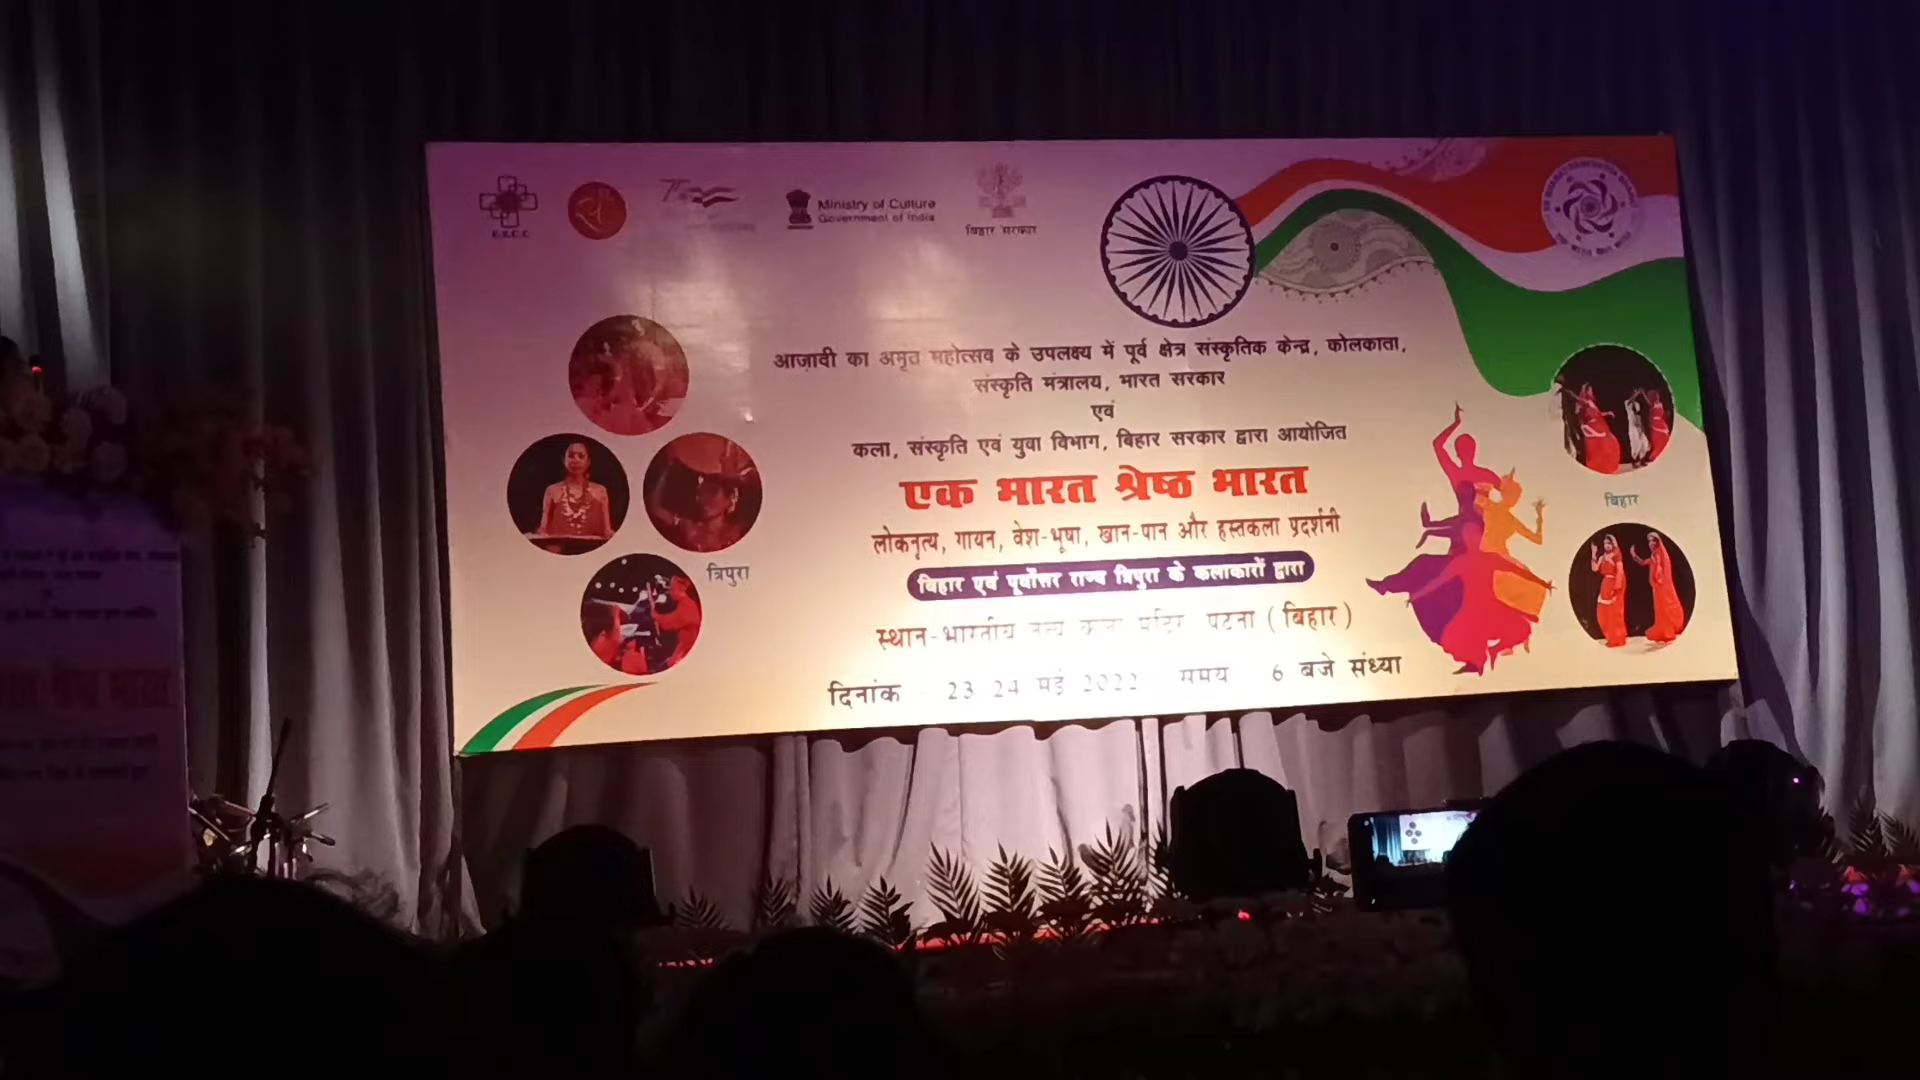 E.Z.C.C
Ministry of Culture
Government of India
बिहार सरकार
आज़ादी का अमृत महोत्सव के उपलक्ष्य में पूर्व क्षेत्र संस्कृतिक केन्द्र, कोलकाता,
संस्कृति मंत्रालय, भारत सरकार
एवं
कला, संस्कृति एवं युवा विभाग, बिहार सरकार द्वारा आयोजित
एक भारत श्रेष्ठ भारत
लोकनृत्य, गायन, वेश-भूषा, खान-पान और हस्तकला प्रदर्शनी
बिहार एवं पूर्वोत्तर राज्य त्रिपुरा के कलाकारों द्वारा
स्थान-भारतीय नृत्य कला मंदिर पटना (बिहार)
दिनांक 23 24 मई 2022 समय 6 बजे संध्या
त्रिपुरा
बिहार